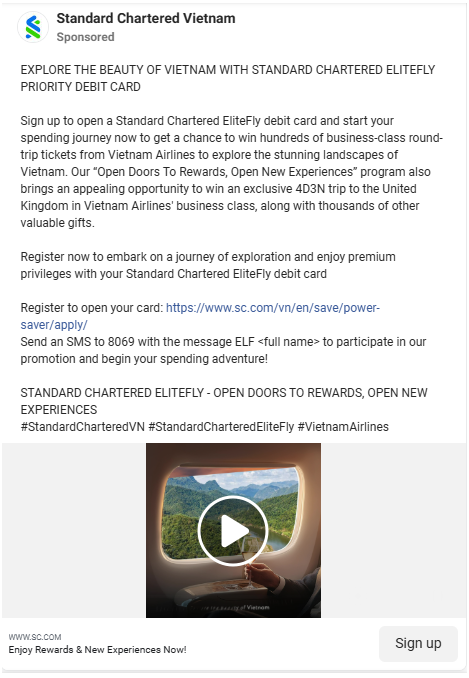 Standard Chartered Vietnam
Sponsored
EXPLORE THE BEAUTY OF VIETNAM WITH STANDARD CHARTERED ELITEFLY
PRIORITY DEBIT CARD
Sign up to open a Standard Chartered EliteFly debit card and start your
spending journey now to get a chance to win hundreds of business-class round-
trip tickets from Vietnam Airlines to explore the stunning landscapes of
Vietnam. Our “Open Doors To Rewards, Open New Experiences” program also
brings an appealing opportunity to win an exclusive 4D3N trip to the United
Kingdom in Vietnam Airlines' business class, along with thousands of other
valuable gifts.
Register now to embark on a journey of exploration and enjoy premium
privileges with your Standard Chartered EliteFly debit card
Register to open your card: https://www.sc.com/vn/en/save/power-
saver/apply/
Send an SMS to 8069 with the message ELF <full name> to participate in our
promotion and begin your spending adventure!
STANDARD CHARTERED ELITEFLY - OPEN DOORS TO REWARDS, OPEN NEW
EXPERIENCES
#StandardCharteredVN #StandardCharteredEliteFly #VietnamAirlines
the beauty of Vietnam
WWW.SC.COM
Enjoy Rewards & New Experiences Now!
Sign up